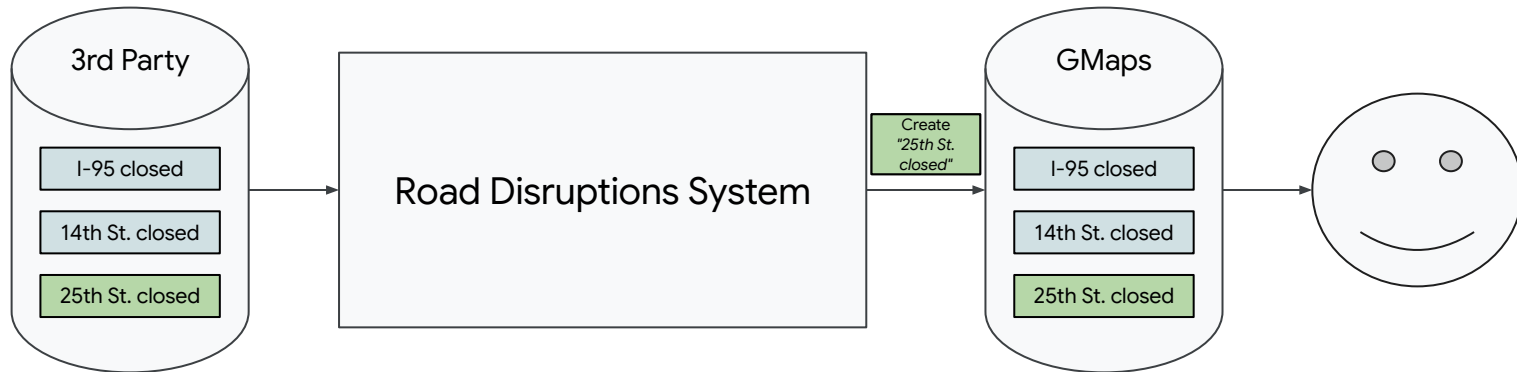 3rd Party
I-95 closed
14th St. closed
25th St. closed
Road Disruptions System
Create
"25th St.
closed"
GMaps
I-95 closed
14th St. closed
25th St. closed